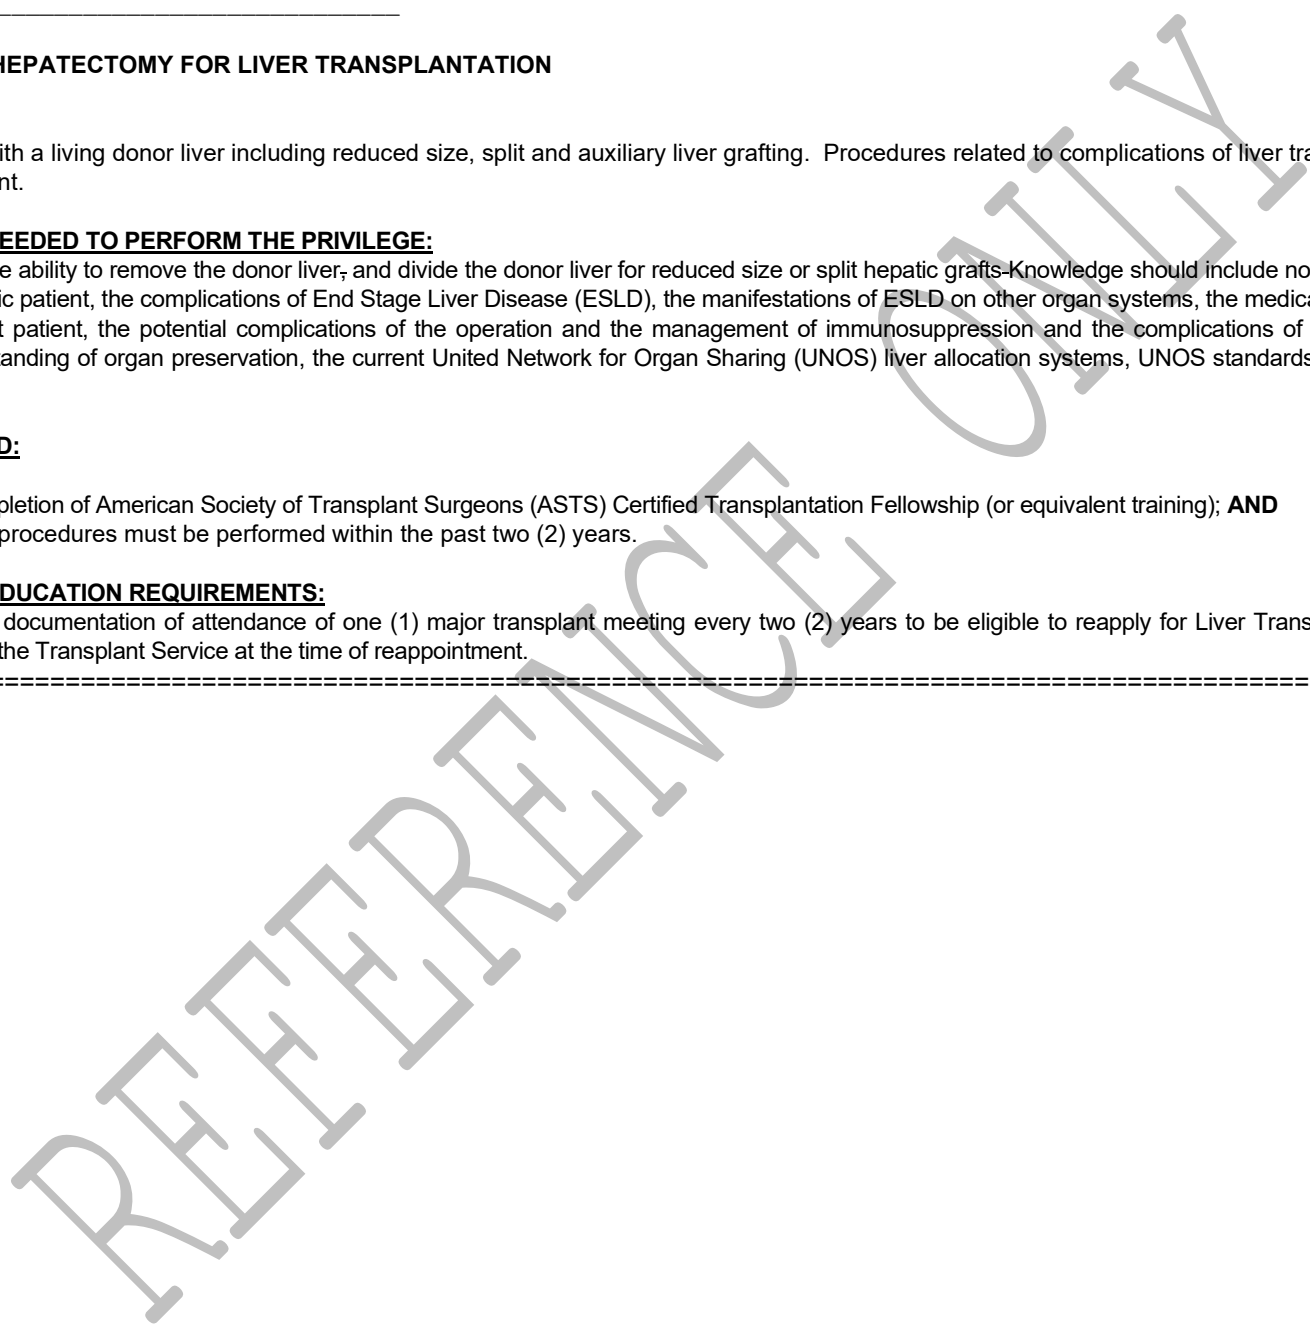 HEPATECTOMY FOR LIVER TRANSPLANTATION
ith a living donor liver including reduced size, split and auxiliary liver grafting.  Procedures related to complications of liver tra
nt.
EEDED TO PERFORM THE PRIVILEGE:
e ability to remove the donor liver, and divide the donor liver for reduced size or split hepatic grafts-Knowledge should include no
ic patient, the complications of End Stage Liver Disease (ESLD), the manifestations of ESLD on other organ systems, the medica
t patient, the potential complications of the operation and the management of immunosuppression and the complications of
tanding of organ preservation, the current United Network for Organ Sharing (UNOS) liver allocation systems, UNOS standards
D:
pletion of American Society of Transplant Surgeons (ASTS) Certified Transplantation Fellowship (or equivalent training); AND
procedures must be performed within the past two (2) years.
DUCATION REQUIREMENTS:
documentation of attendance of one (1) major transplant meeting every two (2) years to be eligible to reapply for Liver Trans
the Transplant Service at the time of reappointment.
REFERENCE ONLY